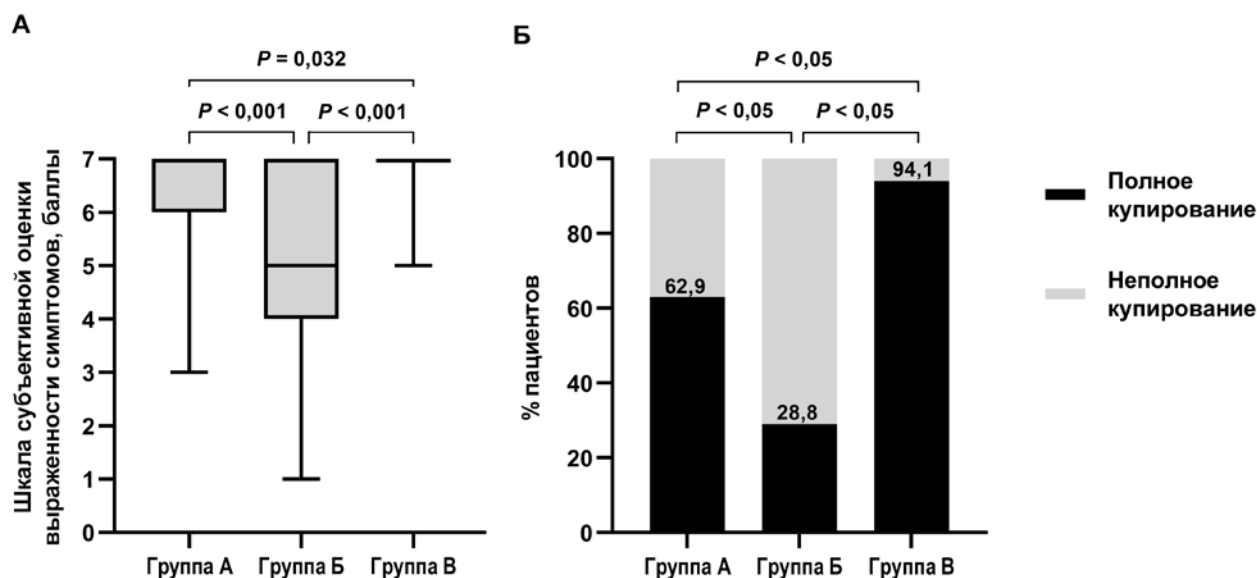 А
P = 0,032
P < 0,001
P < 0,001
Шкала субъективной оценки
выраженности симптомов, баллы
7
6
5
4
3
2
1
0
Группа А
Группа Б
Группа В
Б
P < 0,05
P < 0,05
P < 0,05
% пациентов
100
80
60
40
20
0
62,9
28,8
94,1
Группа А
Группа Б
Группа В
Полное
купирование
Неполное
купирование